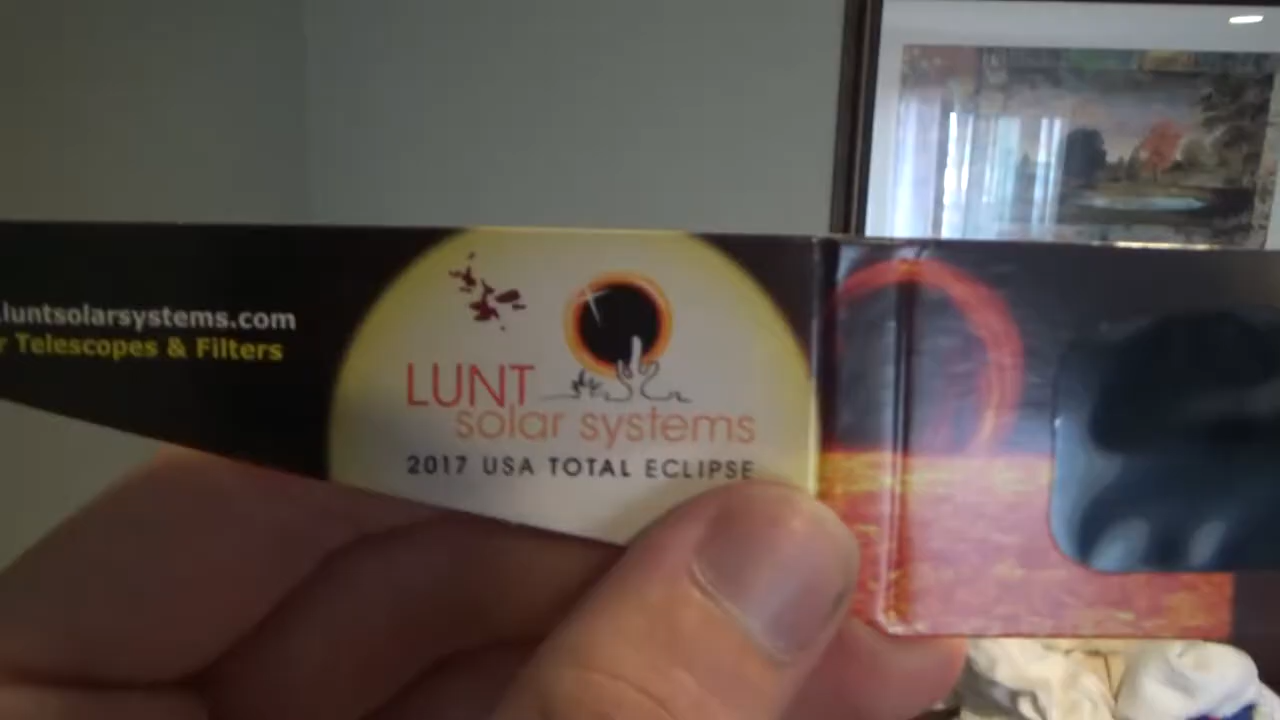 .luntsolarsystems.com
r Telescopes & Filters
LUNT
solar systems
2017 USA TOTAL ECLIPSE